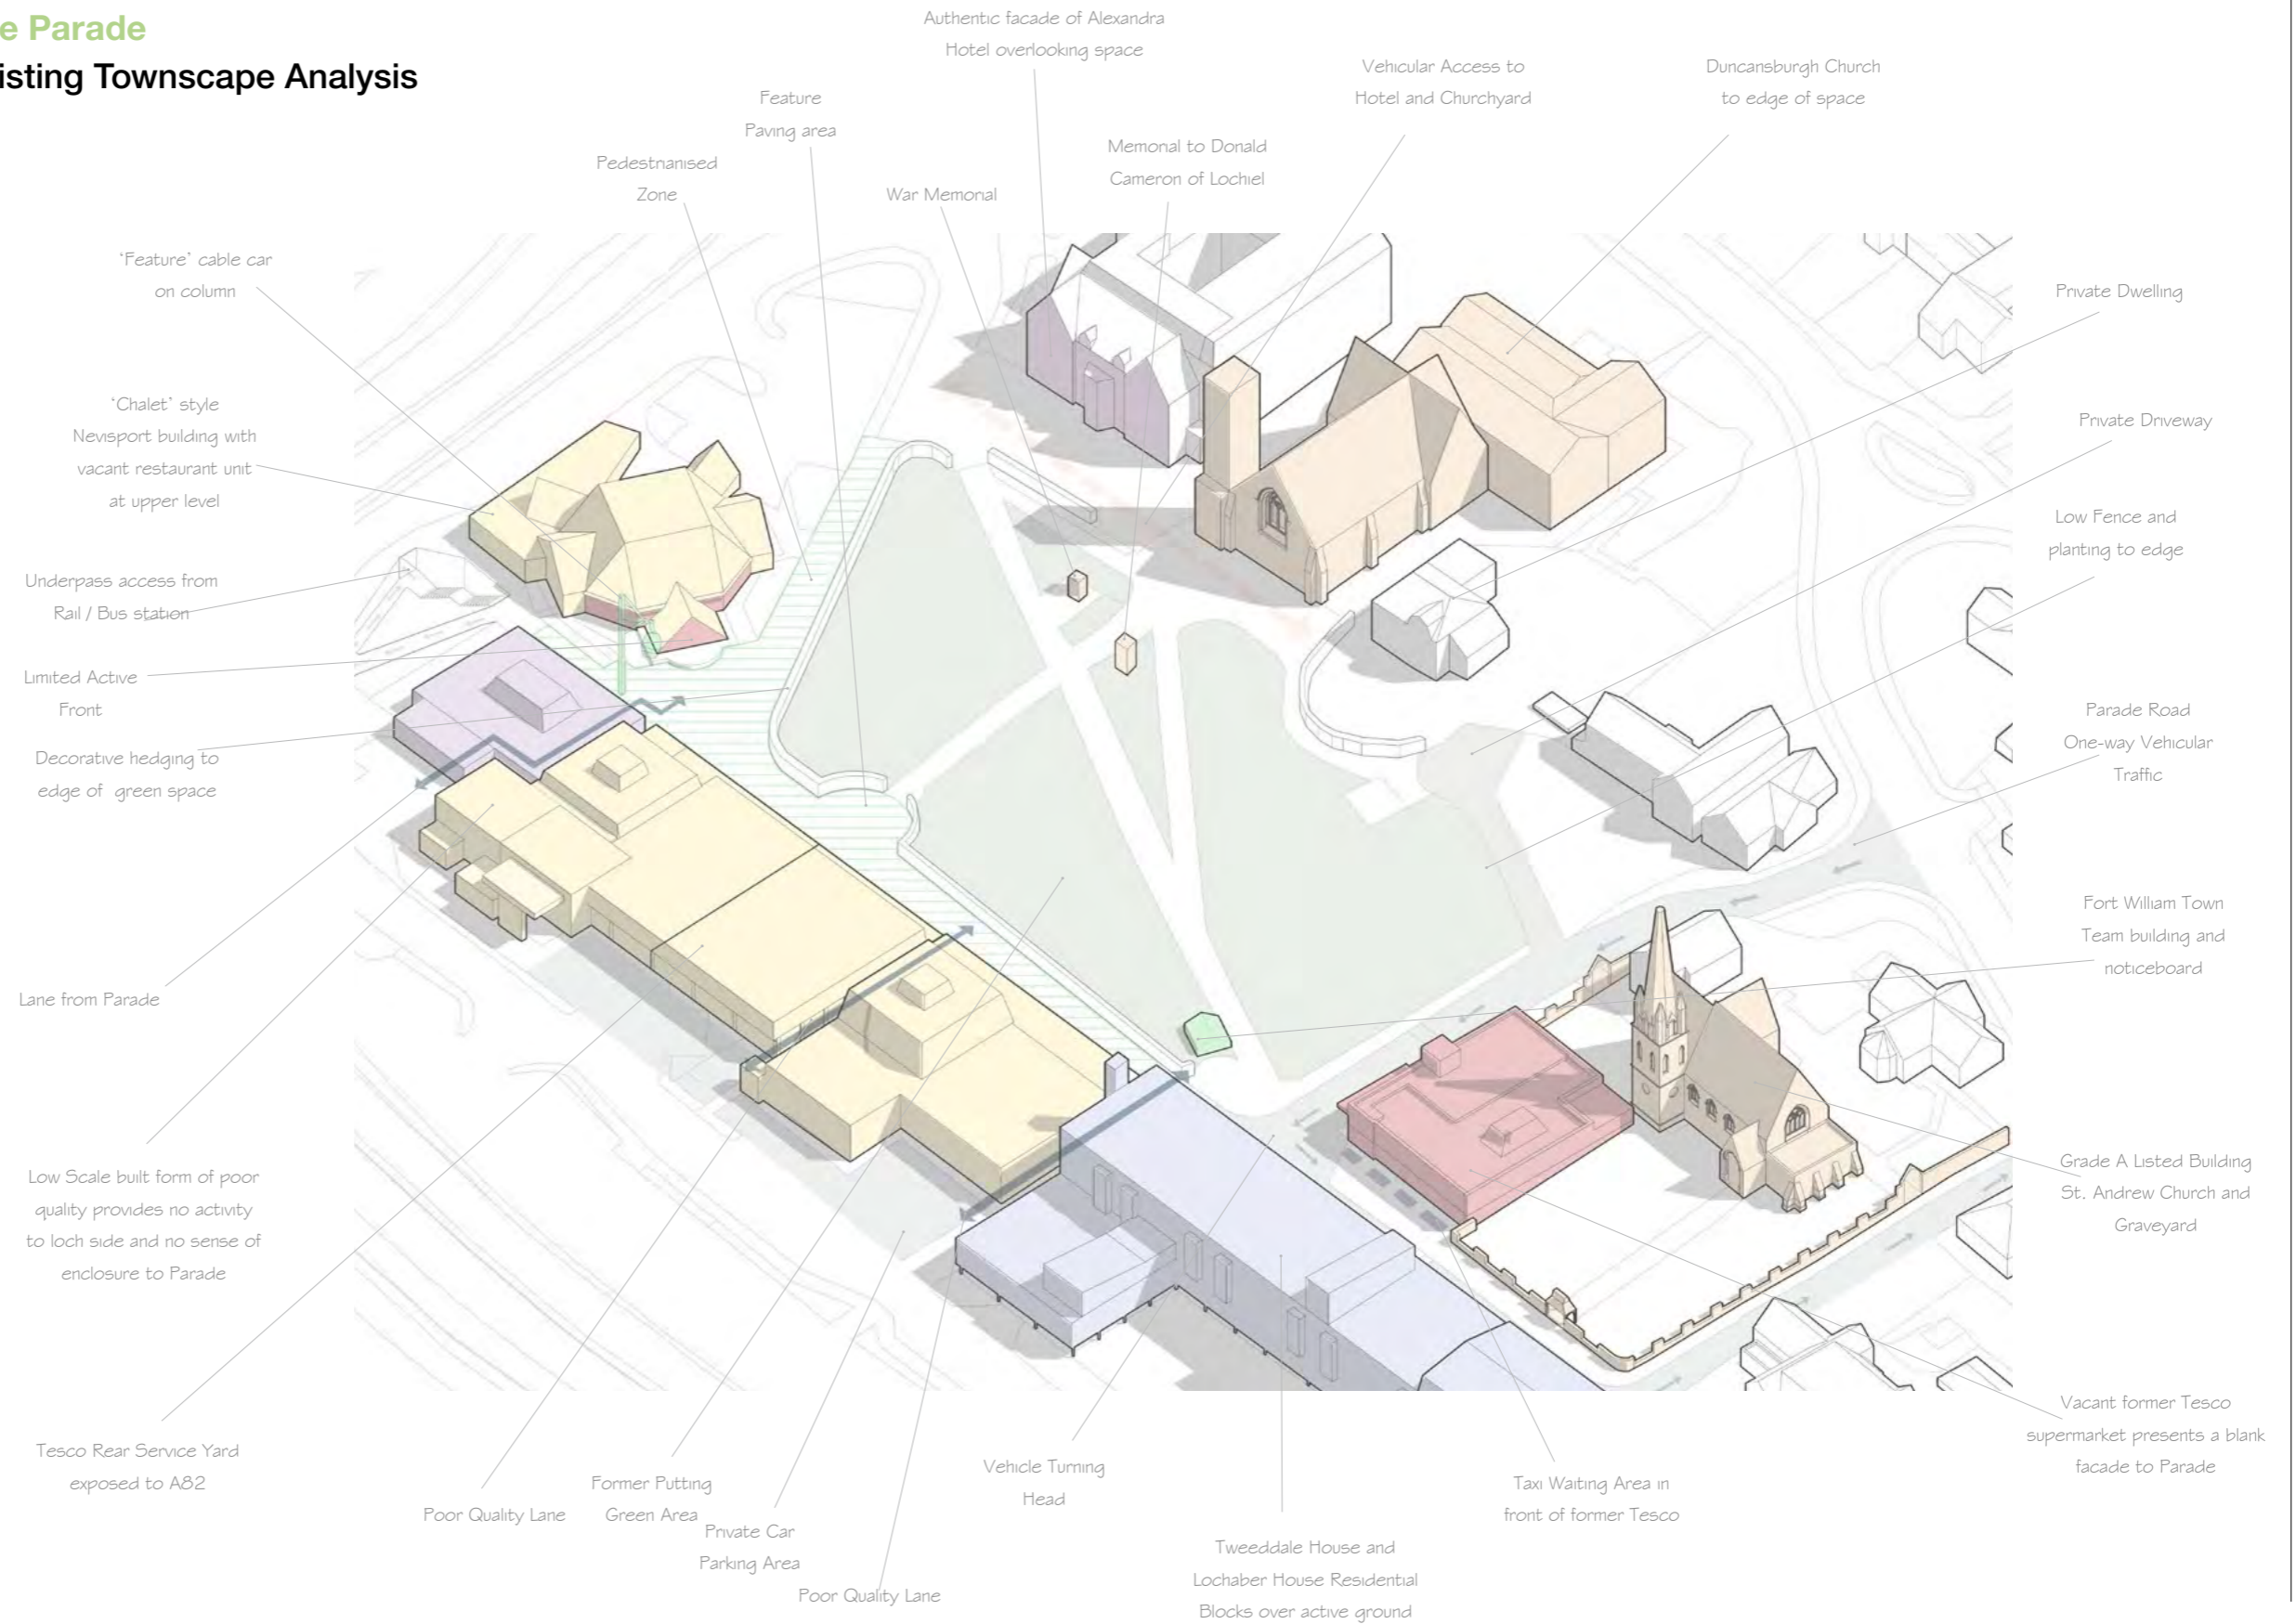 e Parade
isting Townscape Analysis
Authentic facade of Alexandra
Hotel overlooking space
Vehicular Access to
Hotel and Churchyard
Duncansburgh Church
to edge of space
Feature
Paving area
Memorial to Donald
Cameron of Lochiel
Pedestrianised
Zone
War Memorial
'Feature' cable car
on column
Private Dwelling
'Chalet' style
Nevisport building with
vacant restaurant unit
at upper level
Private Driveway
Low Fence and
planting to edge
Underpass access from
Rail / Bus station
Limited Active
Front
Parade Road
One-way Vehicular
Traffic
Decorative hedging to
edge of green space
Fort William Town
Team building and
noticeboard
Lane from Parade
Low Scale built form of poor
quality provides no activity
to loch side and no sense of
enclosure to Parade
Grade A Listed Building
St. Andrew Church and
Graveyard
Vacant former Tesco
supermarket presents a blank
facade to Parade
Tesco Rear Service Yard
exposed to A82
Poor Quality Lane
Former Putting
Green Area
Private Car
Parking Area
Poor Quality Lane
Vehicle Turning
Head
Tweeddale House and
Lochaber House Residential
Blocks over active ground
Taxi Waiting Area in
front of former Tesco